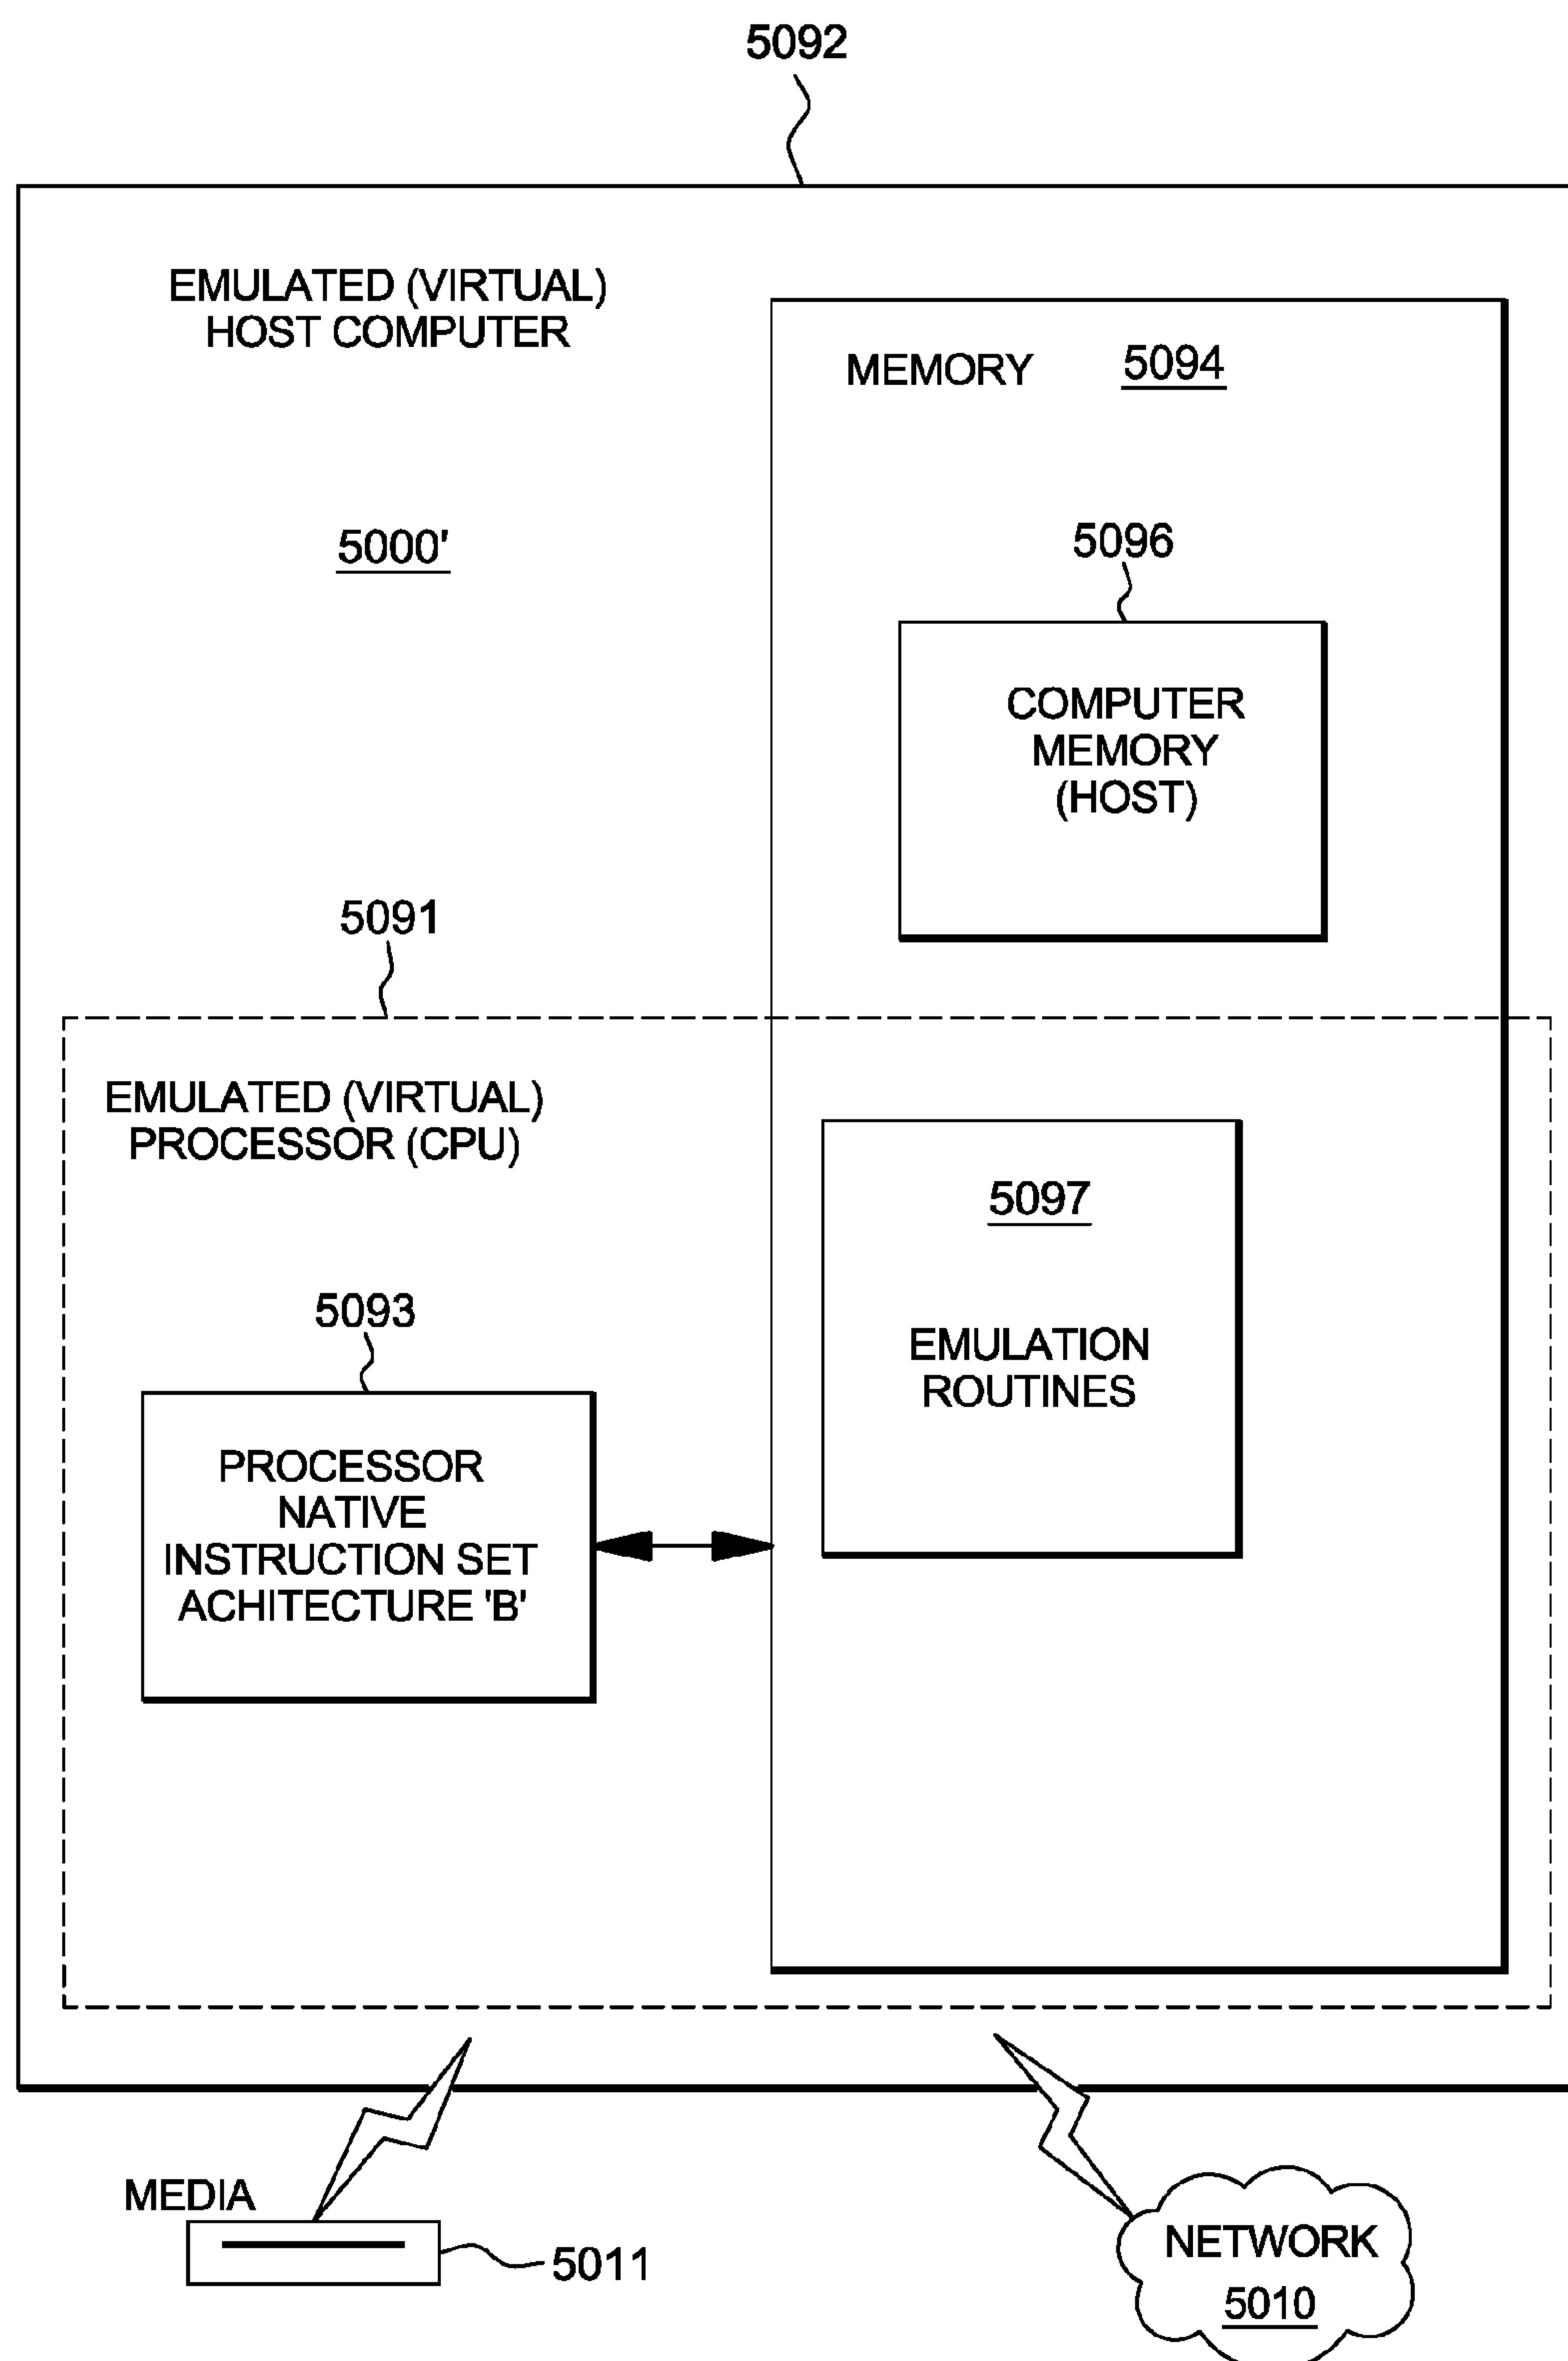 5092
EMULATED (VIRTUAL)
HOST COMPUTER
MEMORY 5094
5000'
5096
COMPUTER
MEMORY
(HOST)
5091
EMULATED (VIRTUAL)
PROCESSOR (CPU)
5097
EMULATION
ROUTINES
5093
PROCESSOR
NATIVE
INSTRUCTION SET
ACHITECTURE 'B'
MEDIA
5011
NETWORK
5010